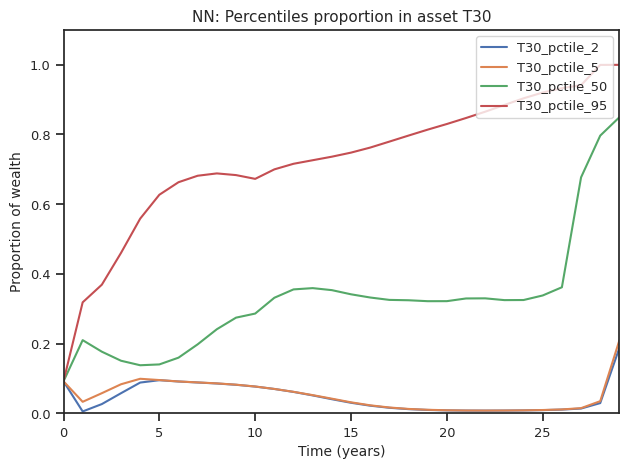 NN: Percentiles proportion in asset T30
T30_pctile_2
T30_pctile_5
T30_pctile_50
T30_pctile_95
1.0
0.8
0.6
0.4
0.2
0.0
Proportion of wealth
0 5 10 15 20 25
Time (years)